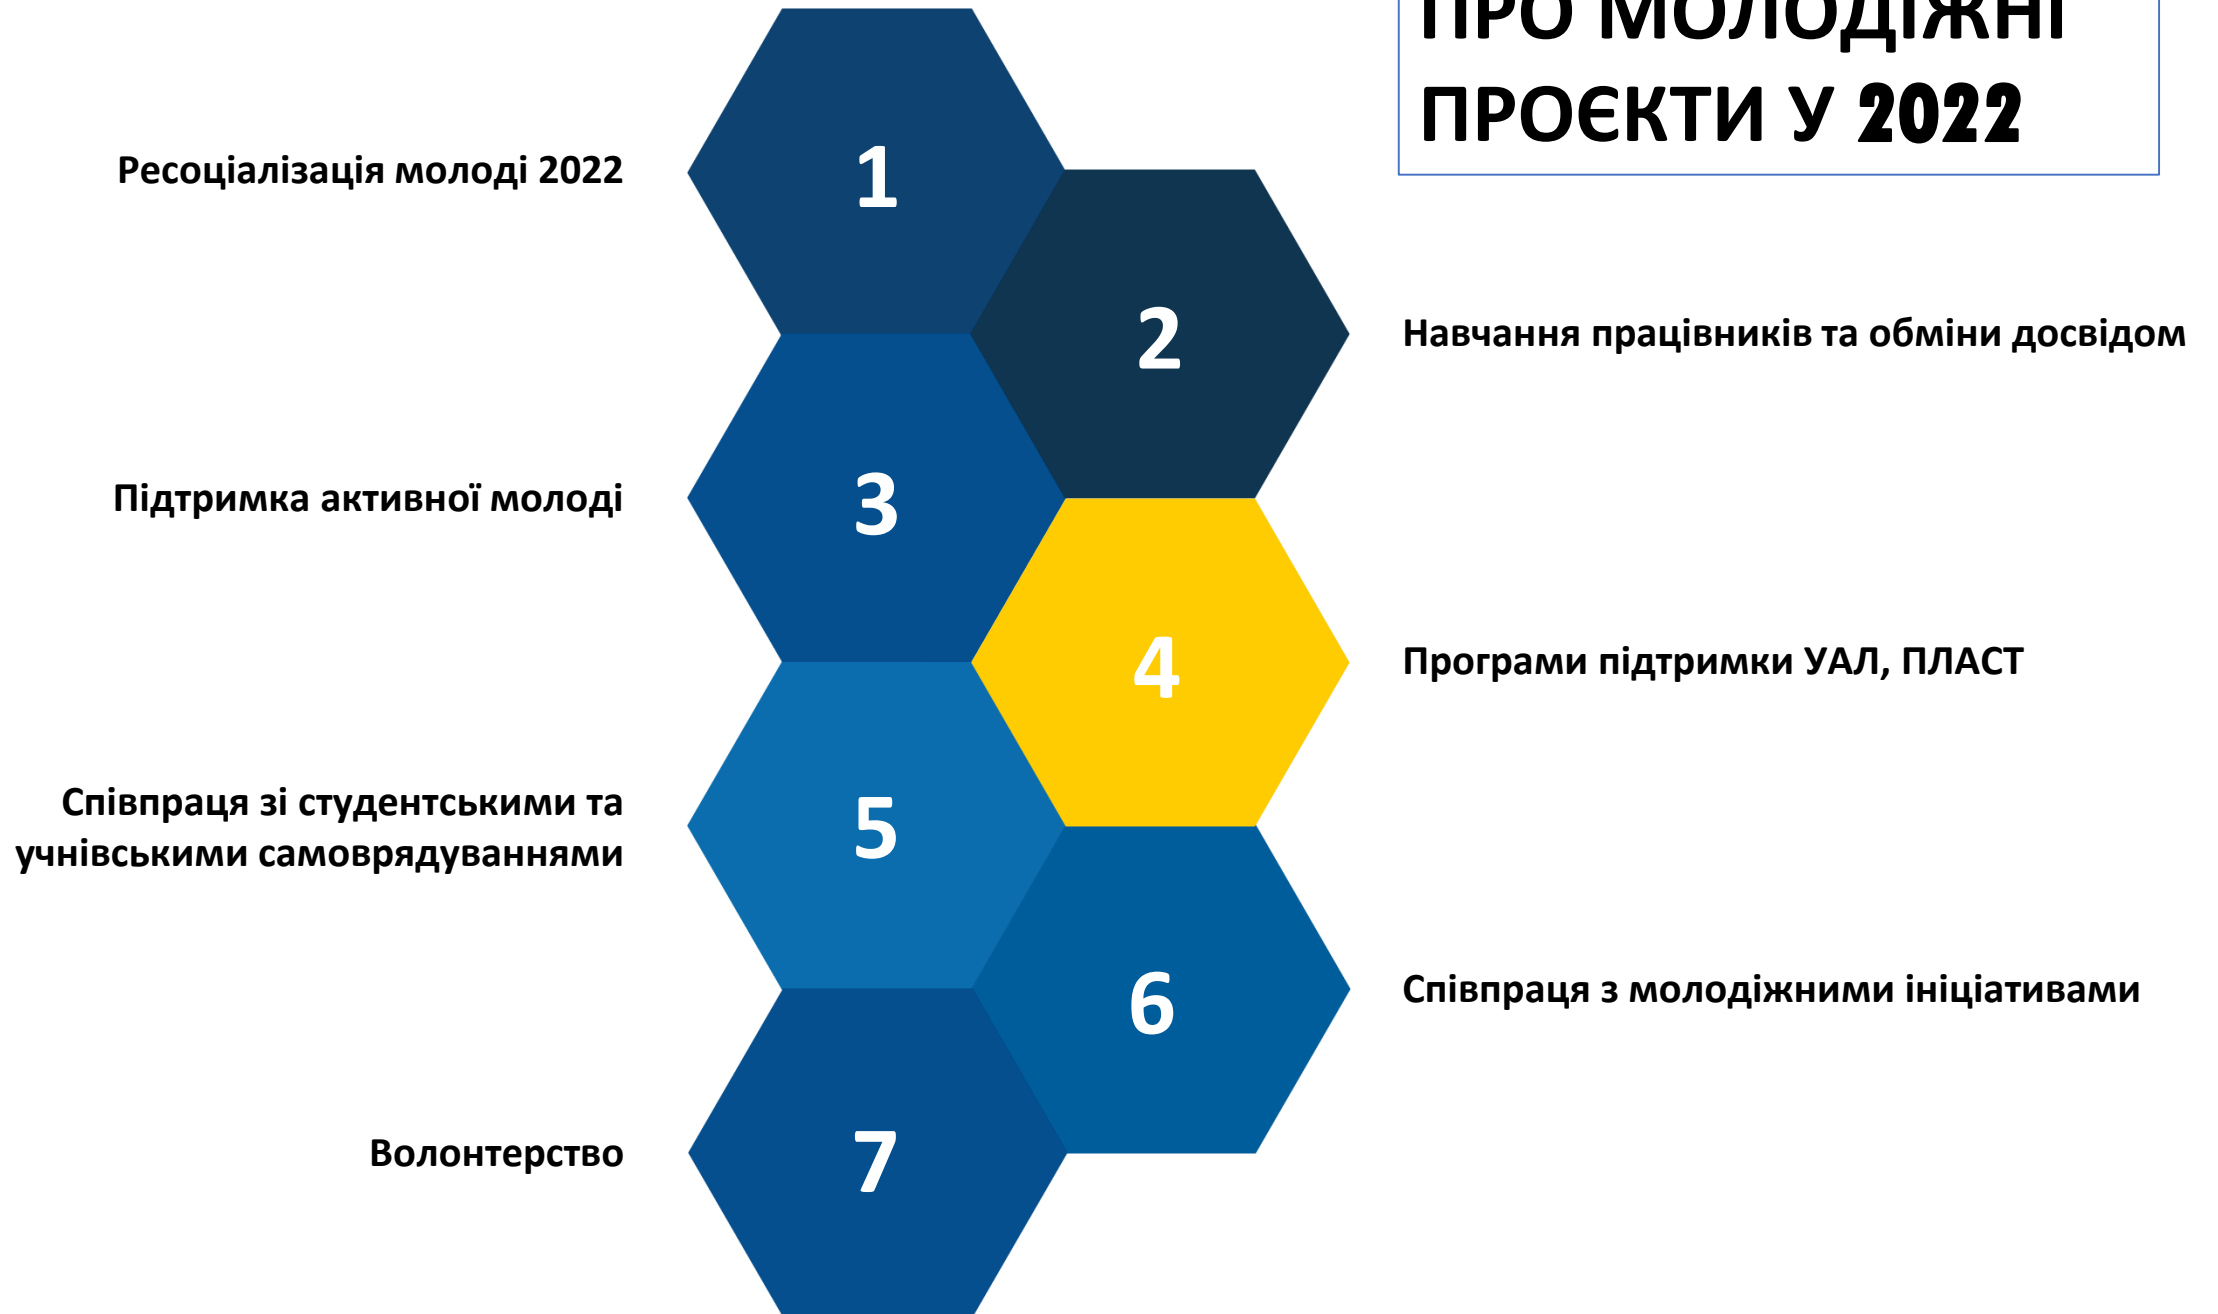 ПРО МОЛОДІЖНІ
ПРОЄКТИ У 2022
Ресоціалізація молоді 2022
1
2
Навчання працівників та обміни досвідом
Підтримка активної молоді
3
4
Програми підтримки УАЛ, ПЛАСТ
Співпраця зі студентськими та
учнівськими самоврядуваннями
5
6
Співпраця з молодіжними ініціативами
Волонтерство
7